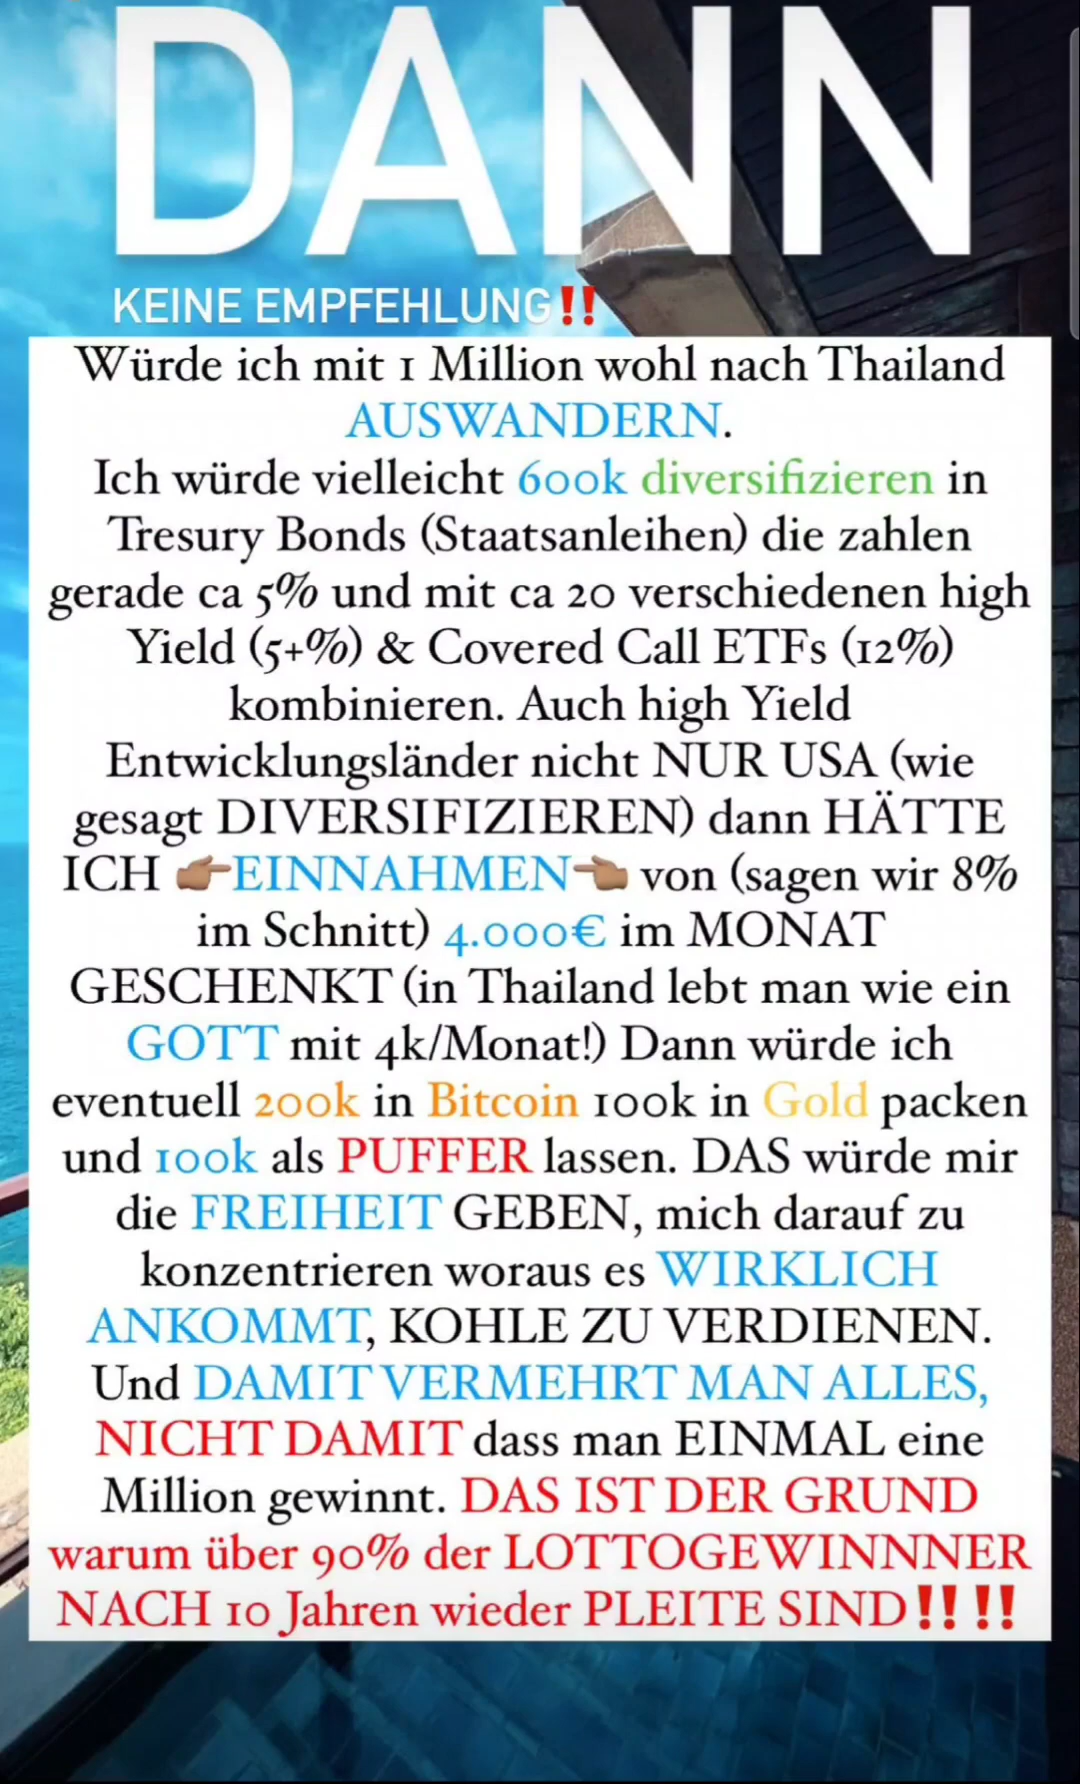 DANN
KEINE EMPFEHLUNG‼️
Würde ich mit 1 Million wohl nach Thailand
AUSWANDERN.
Ich würde vielleicht 600k diversifizieren in
Tresury Bonds (Staatsanleihen) die zahlen
gerade ca 5% und mit ca 20 verschiedenen high
Yield (5+%) & Covered Call ETFs (12%)
kombinieren. Auch high Yield
Entwicklungsländer nicht NUR USA (wie
gesagt DIVERSIFIZIEREN) dann HÄTTE
ICH 👉🏽EINNAHMEN👈🏽 von (sagen wir 8%
im Schnitt) 4.000€ im MONAT
GESCHENKT (in Thailand lebt man wie ein
GOTT mit 4k/Monat!) Dann würde ich
eventuell 200k in Bitcoin 100k in Gold packen
und 100k als PUFFER lassen. DAS würde mir
die FREIHEIT GEBEN, mich darauf zu
konzentrieren woraus es WIRKLICH
ANKOMMT, KOHLE ZU VERDIENEN.
Und DAMIT VERMEHRT MAN ALLES,
NICHT DAMIT dass man EINMAL eine
Million gewinnt. DAS IST DER GRUND
warum über 90% der LOTTOGEWINNNER
NACH 10 Jahren wieder PLEITE SIND‼️‼️